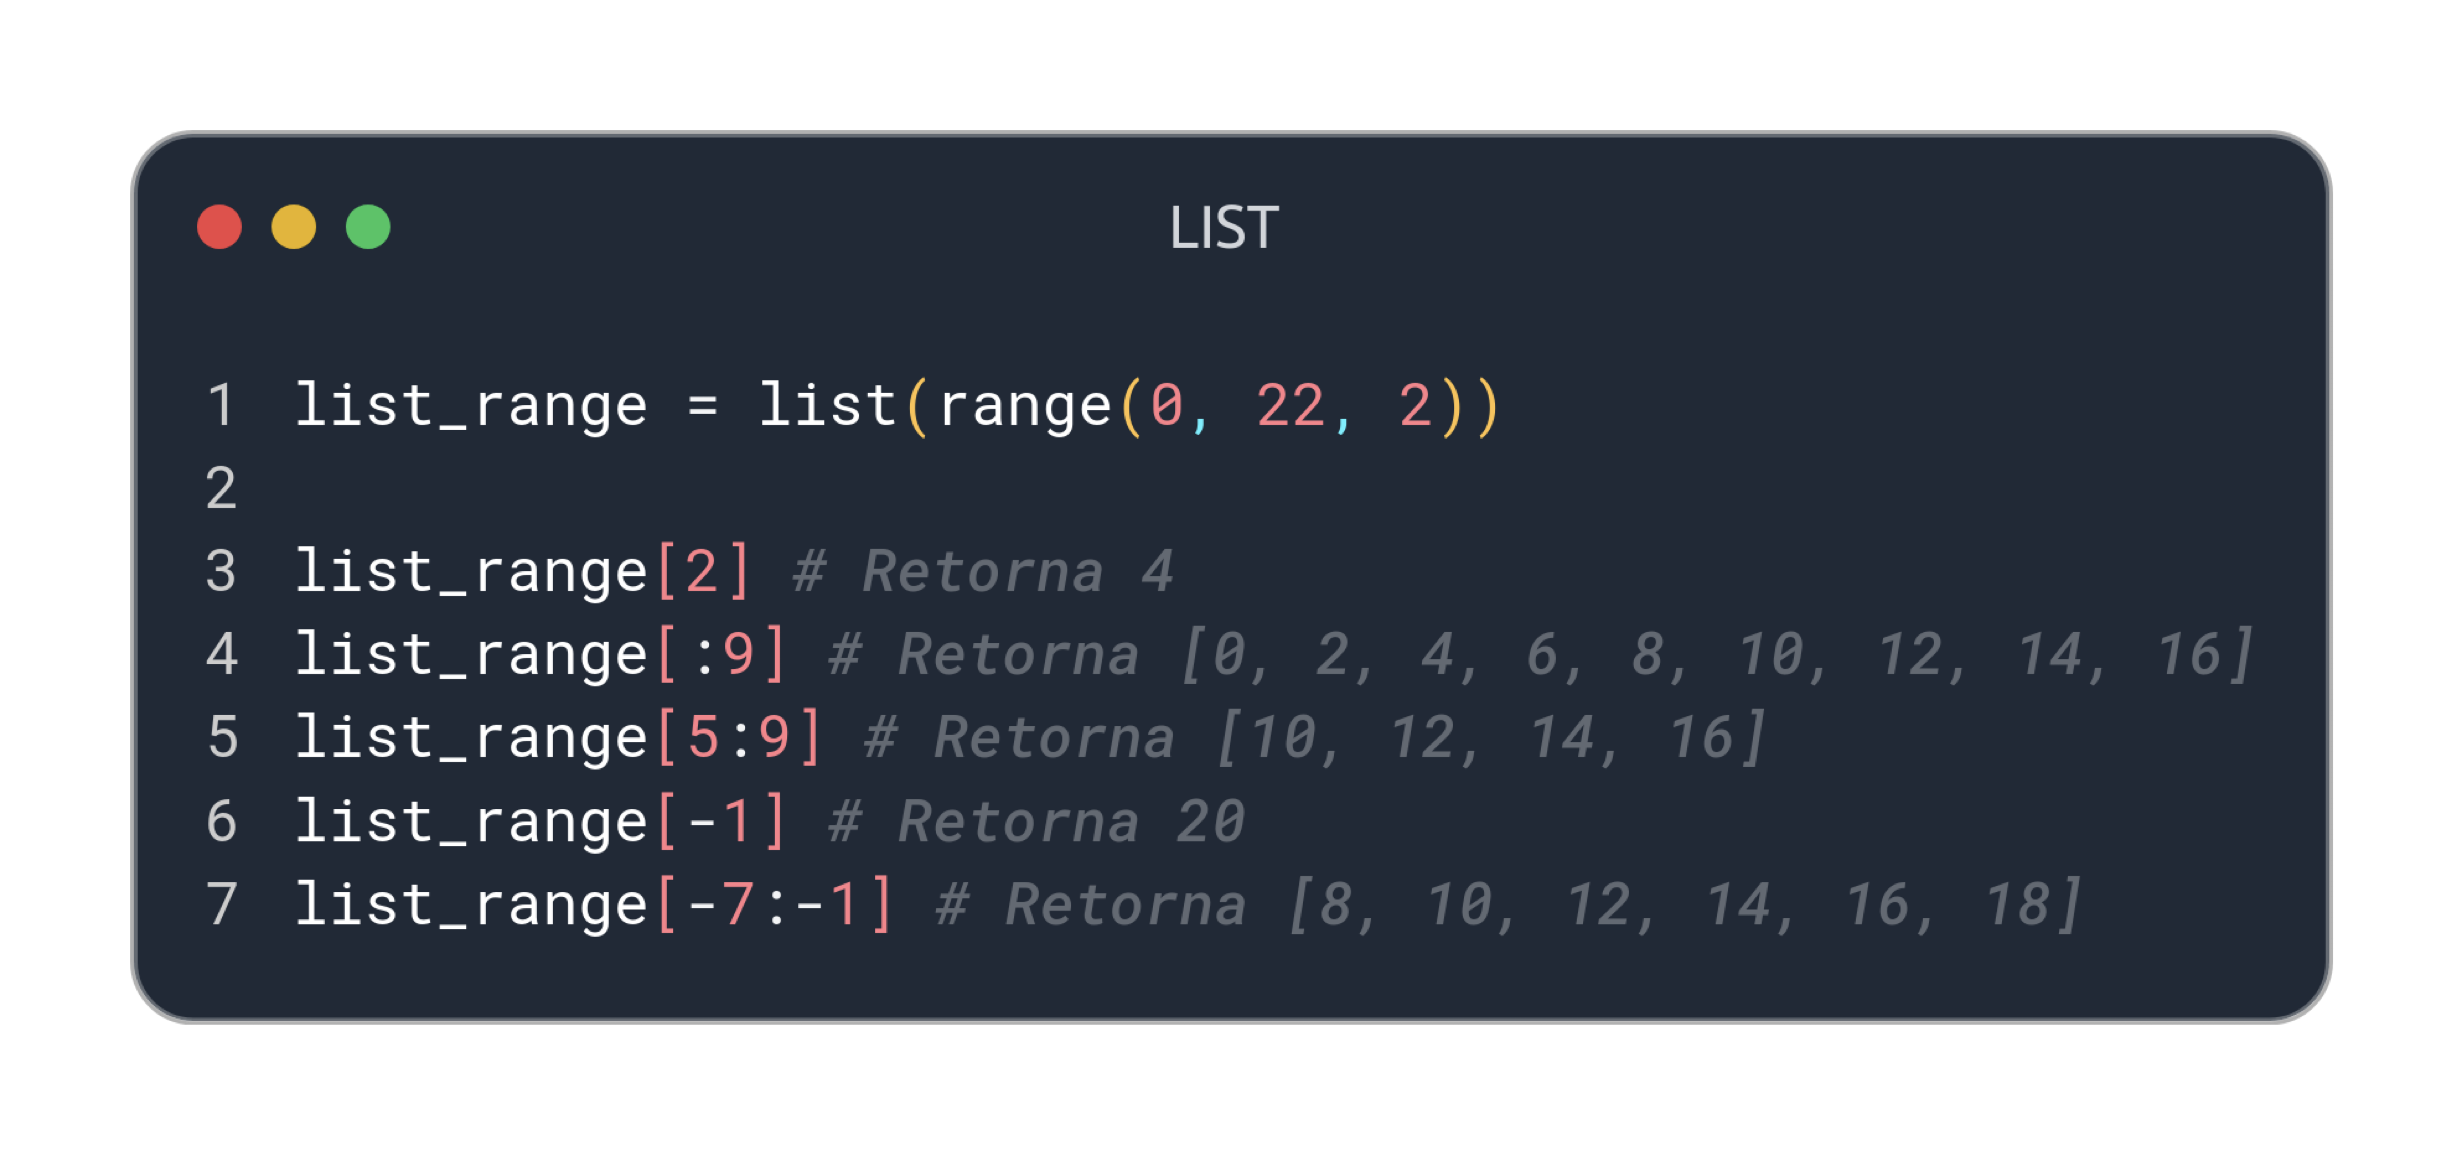 LIST
1 list_range = list(range(0, 22, 2))
2
3 list_range[2] # Retorna 4
4 list_range[:9] # Retorna [0, 2, 4, 6, 8, 10, 12, 14, 16]
5 list_range[5:9] # Retorna [10, 12, 14, 16]
6 list_range[-1] # Retorna 20
7 list_range[-7:-1] # Retorna [8, 10, 12, 14, 16, 18]